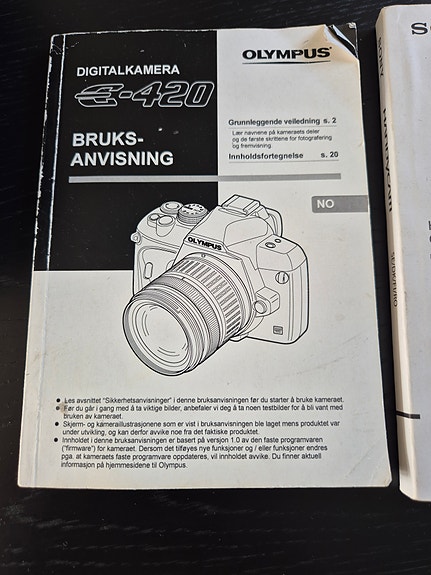 OLYMPUS
DIGITALKAMERA
E-420
BRUKS-
ANVISNING
Grunnleggende veiledning s. 2
Lær navnene på kameraets deler
og de første skrittene for fotografering
og fremvisning.
Innholdsfortegnelse s. 20
NO
OLYMPUS
• Les avsnittet "Sikkerhetsanvisninger" i denne bruksanvisningen før du starter å bruke kameraet.
• Før du går i gang med å ta viktige bilder, anbefaler vi deg å ta noen testbilder for å bli vant med
bruken av kameraet.
• Skjerm- og kameraillustrasjonene som er vist i bruksanvisningen ble laget mens produktet var
under utvikling, og kan derfor avvike noe fra det faktiske produktet.
• Innholdet i denne bruksanvisningen er basert på versjon 1.0 av den faste programvaren
("firmware") for kameraet. Dersom det tilføyes nye funksjoner og / eller funksjoner endres
pga. at kameraets faste programvare oppdateres, vil innholdet avvike. Du finner aktuell
informasjon på hjemmesidene til Olympus.